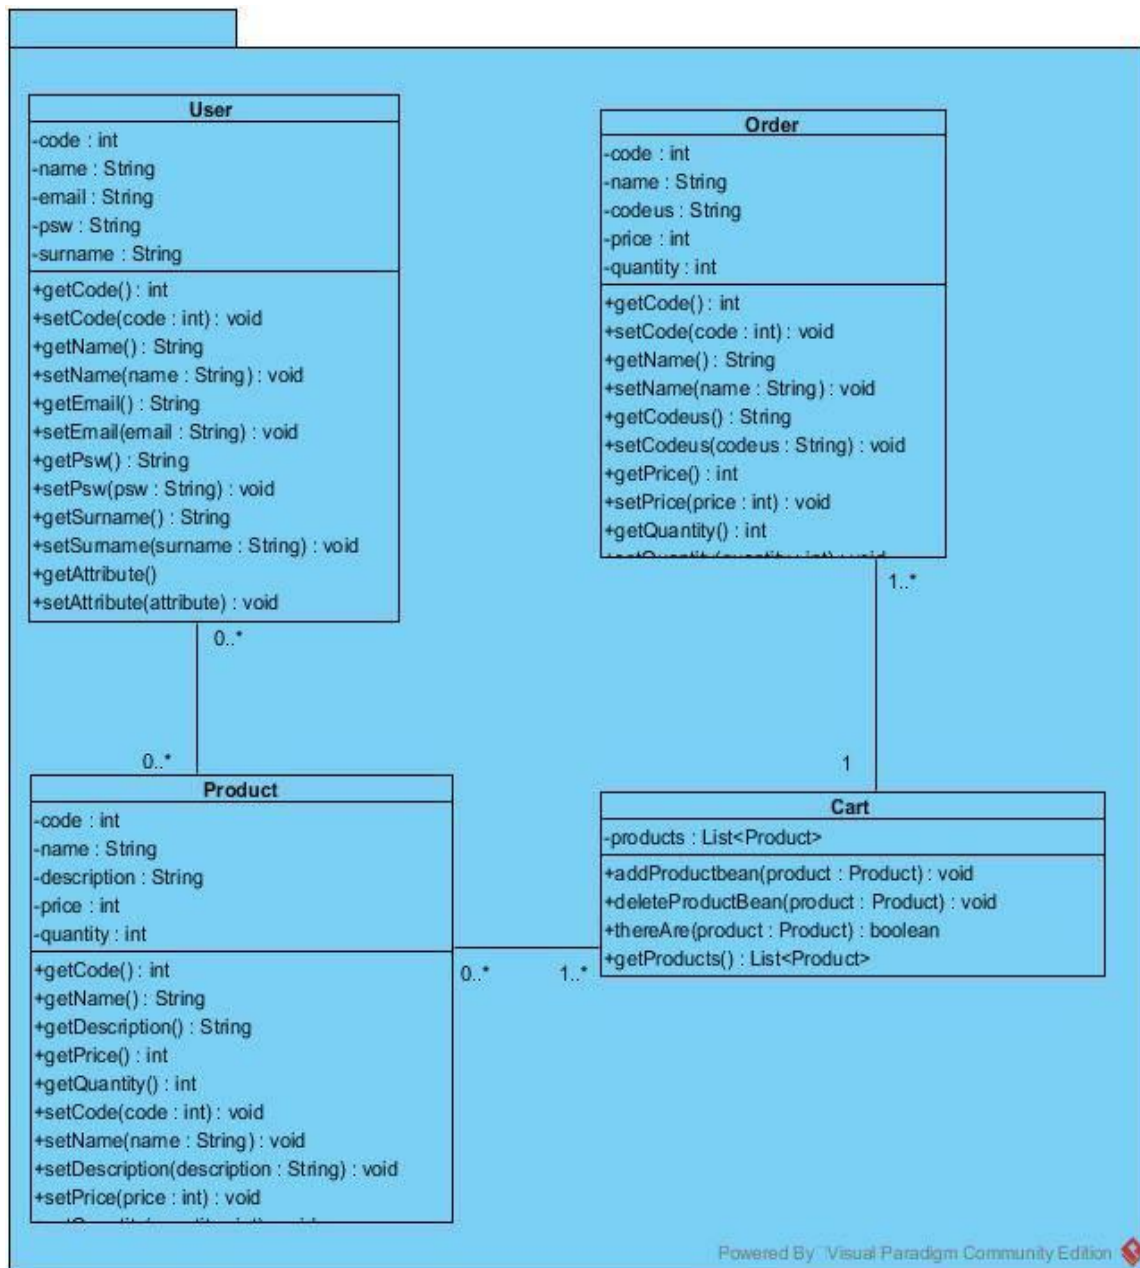 User
-code : int
-name : String
-email : String
-psw : String
-surname : String
+getCode() : int
+setCode(code : int) : void
+getName() : String
+setName(name : String) : void
+getEmail() : String
+setEmail(email : String) : void
+getPsw() : String
+setPsw(psw : String) : void
+getSurname() : String
+setSurname(surname : String) : void
+getAttribute()
+setAttribute(attribute) : void
0..*
0..*
Order
-code : int
-name : String
-codeus : String
-price : int
-quantity : int
+getCode() : int
+setCode(code : int) : void
+getName() : String
+setName(name : String) : void
+getCodeus() : String
+setCodeus(codeus : String) : void
+getPrice() : int
+setPrice(price : int) : void
+getQuantity() : int
+setQuantity(quantity : int) : void
1..*
1
Product
-code : int
-name : String
-description : String
-price : int
-quantity : int
+getCode() : int
+getName() : String
+getDescription() : String
+getPrice() : int
+getQuantity() : int
+setCode(code : int) : void
+setName(name : String) : void
+setDescription(description : String) : void
+setPrice(price : int) : void
0..*
1..*
Cart
-products : List<Product>
+addProductbean(product : Product) : void
+deleteProductBean(product : Product) : void
+thereAre(product : Product) : boolean
+getProducts() : List<Product>
Powered By Visual Paradigm Community Edition